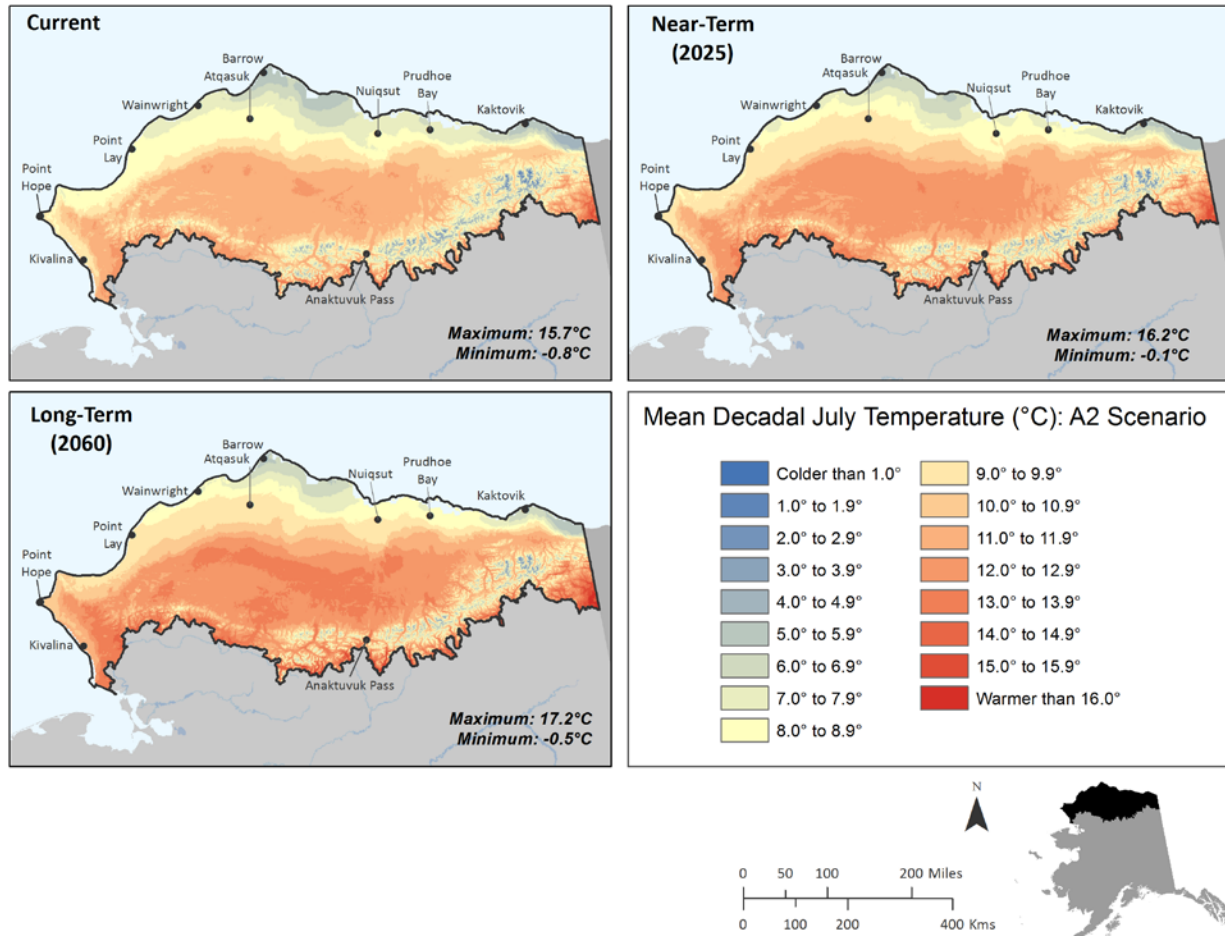 Current
Barrow
Atqasuk
Wainwright
Nuiqsut
Prudhoe
Bay
Kaktovik
Point
Lay
Point
Hope
Kivalina
Anaktuvuk Pass
Maximum: 15.7°C
Minimum: -0.8°C
Near-Term
(2025)
Barrow
Atqasuk
Wainwright
Nuiqsut
Prudhoe
Bay
Kaktovik
Point
Lay
Point
Hope
Kivalina
Anaktuvuk Pass
Maximum: 16.2°C
Minimum: -0.1°C
Long-Term
(2060)
Barrow
Atqasuk
Wainwright
Nuiqsut
Prudhoe
Bay
Kaktovik
Point
Lay
Point
Hope
Kivalina
Anaktuvuk Pass
Maximum: 17.2°C
Minimum: -0.5°C
Mean Decadal July Temperature (°C): A2 Scenario
Colder than 1.0°
1.0° to 1.9°
2.0° to 2.9°
3.0° to 3.9°
4.0° to 4.9°
5.0° to 5.9°
6.0° to 6.9°
7.0° to 7.9°
8.0° to 8.9°
9.0° to 9.9°
10.0° to 10.9°
11.0° to 11.9°
12.0° to 12.9°
13.0° to 13.9°
14.0° to 14.9°
15.0° to 15.9°
Warmer than 16.0°
N
0 50 100 200 Miles
0 100 200 400 Kms